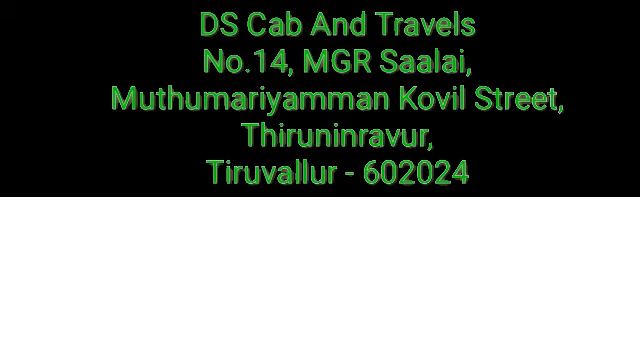 DS Cab And Travels
No.14, MGR Saalai,
Muthumariyamman Kovil Street,
Thiruninravur,
Tiruvallur - 602024